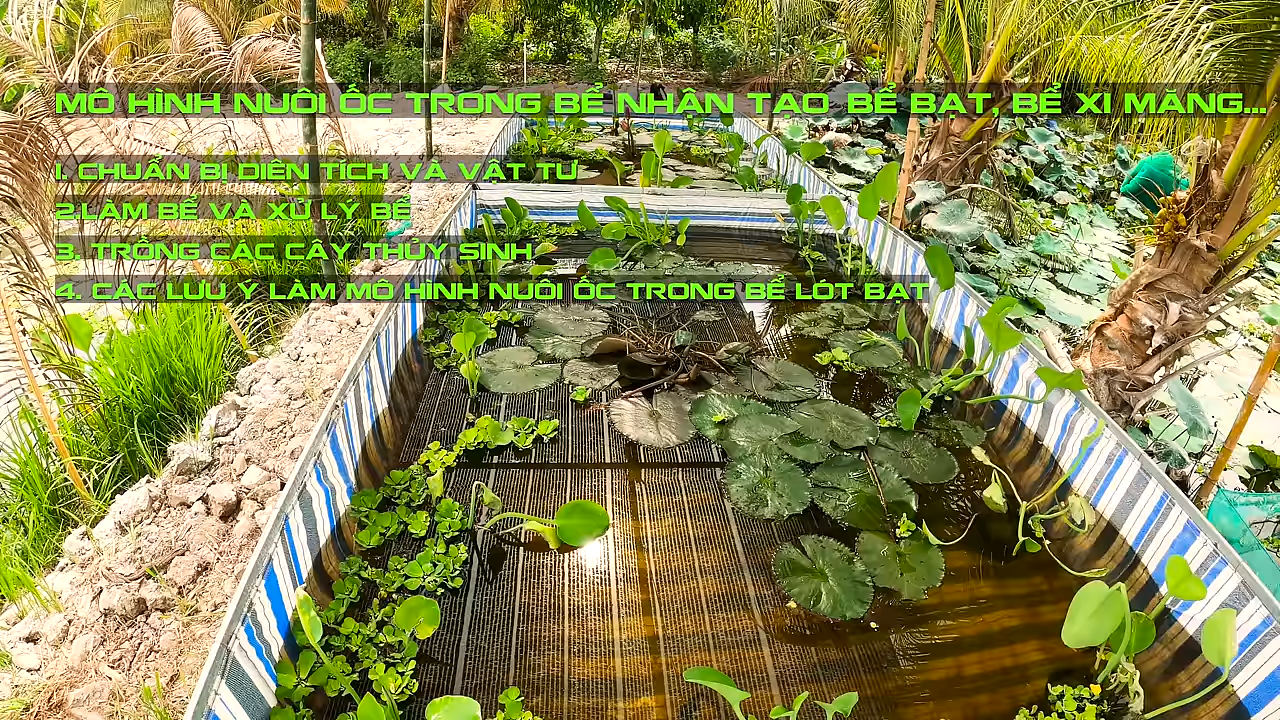 MÔ HÌNH NUÔI ỐC TRONG BỂ NHẬN TẠO BỂ BẠT, BỂ XI MĂNG...
1. CHUẨN BỊ DIỆN TÍCH VÀ VẬT TƯ
2.LÀM BỂ VÀ XỬ LÝ BỂ
3. TRỒNG CÁC CÂY THỦY SINH
4. CÁC LƯU Ý LÀM MÔ HÌNH NUÔI ỐC TRONG BỂ LÓT BẠT